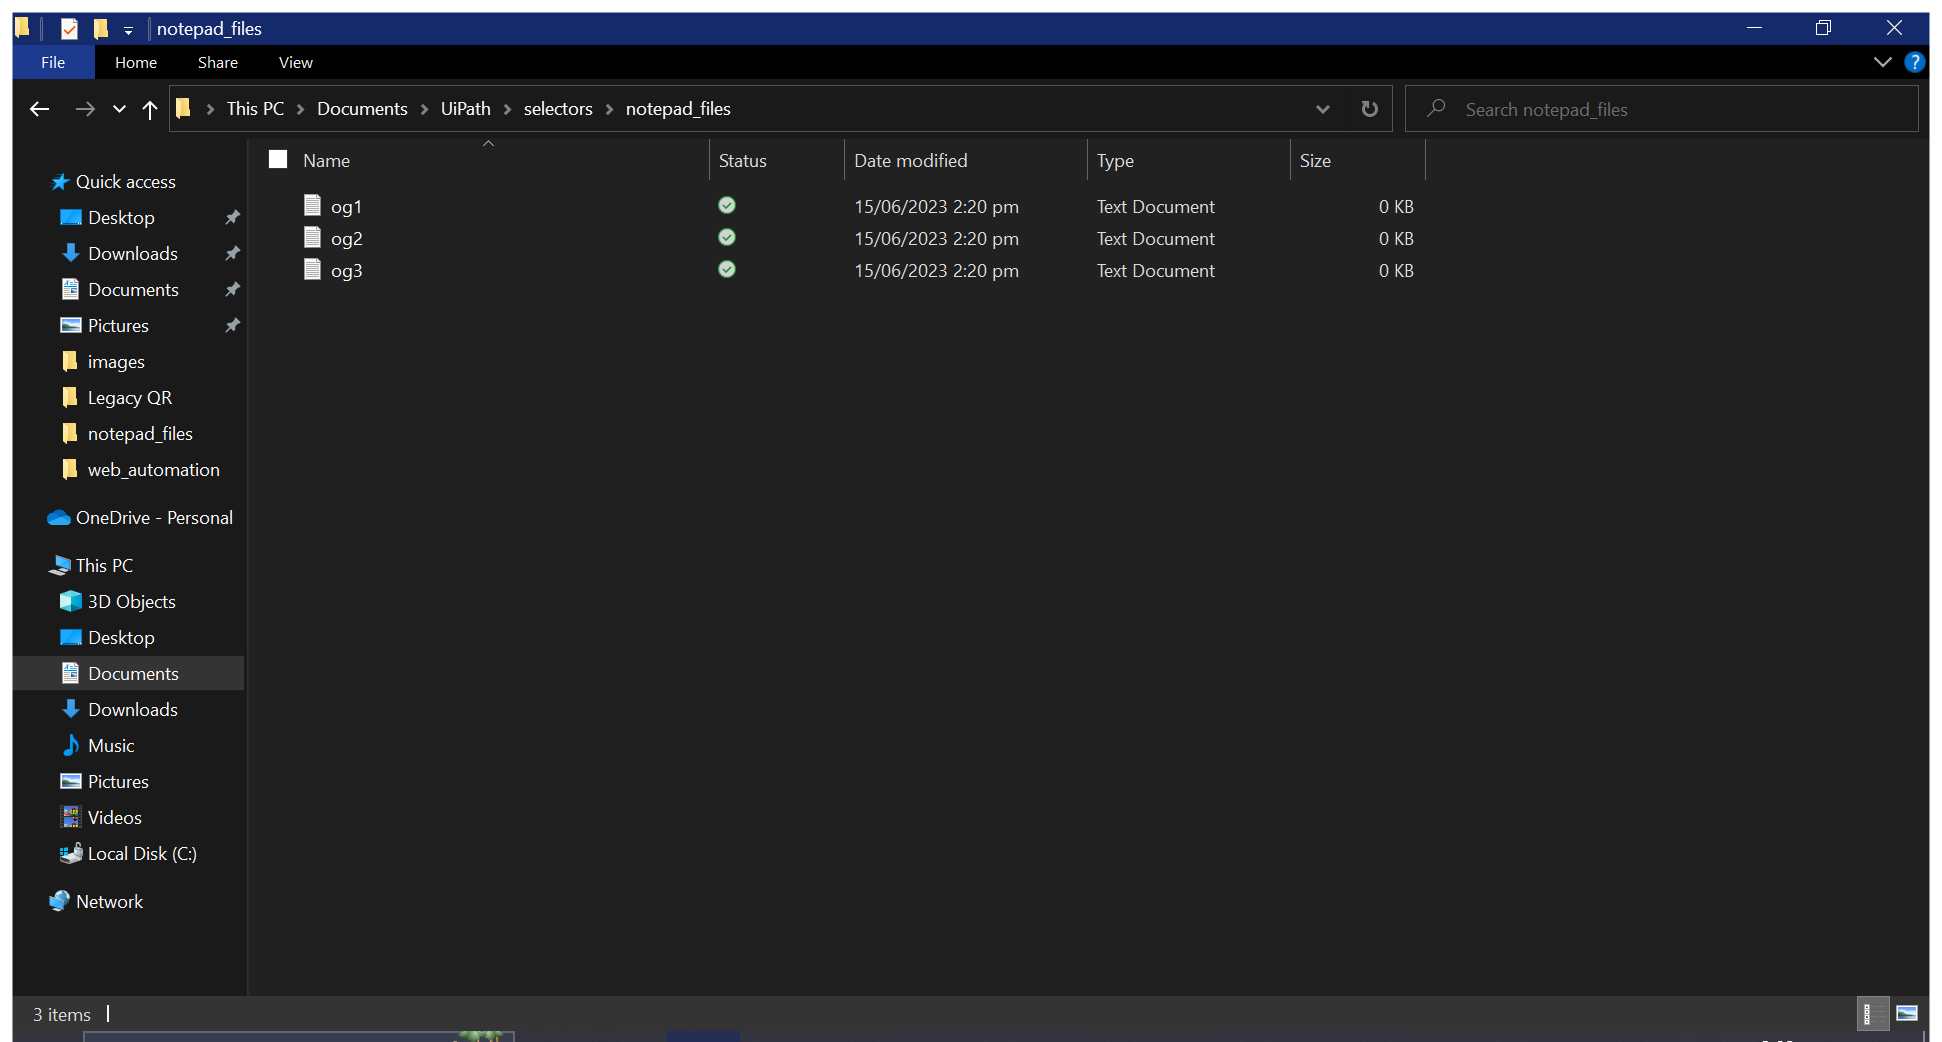 notepad_files
File Home Share View
This PC Documents UiPath selectors notepad_files
Search notepad_files
Name Status Date modified Type Size
og1 15/06/2023 2:20 pm Text Document 0 KB
og2 15/06/2023 2:20 pm Text Document 0 KB
og3 15/06/2023 2:20 pm Text Document 0 KB
Quick access
Desktop
Downloads
Documents
Pictures
images
Legacy QR
notepad_files
web_automation
OneDrive - Personal
This PC
3D Objects
Desktop
Documents
Downloads
Music
Pictures
Videos
Local Disk (C:)
Network
3 items